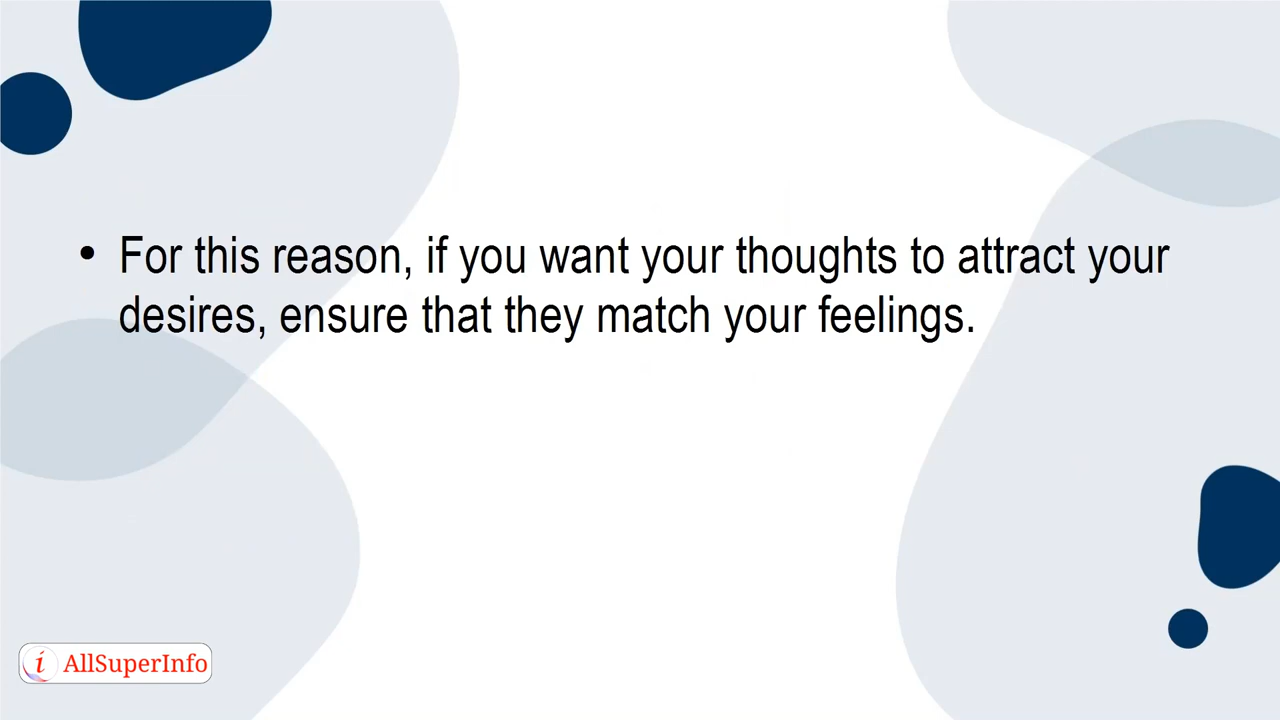 • For this reason, if you want your thoughts to attract your
desires, ensure that they match your feelings.
i AllSuperInfo